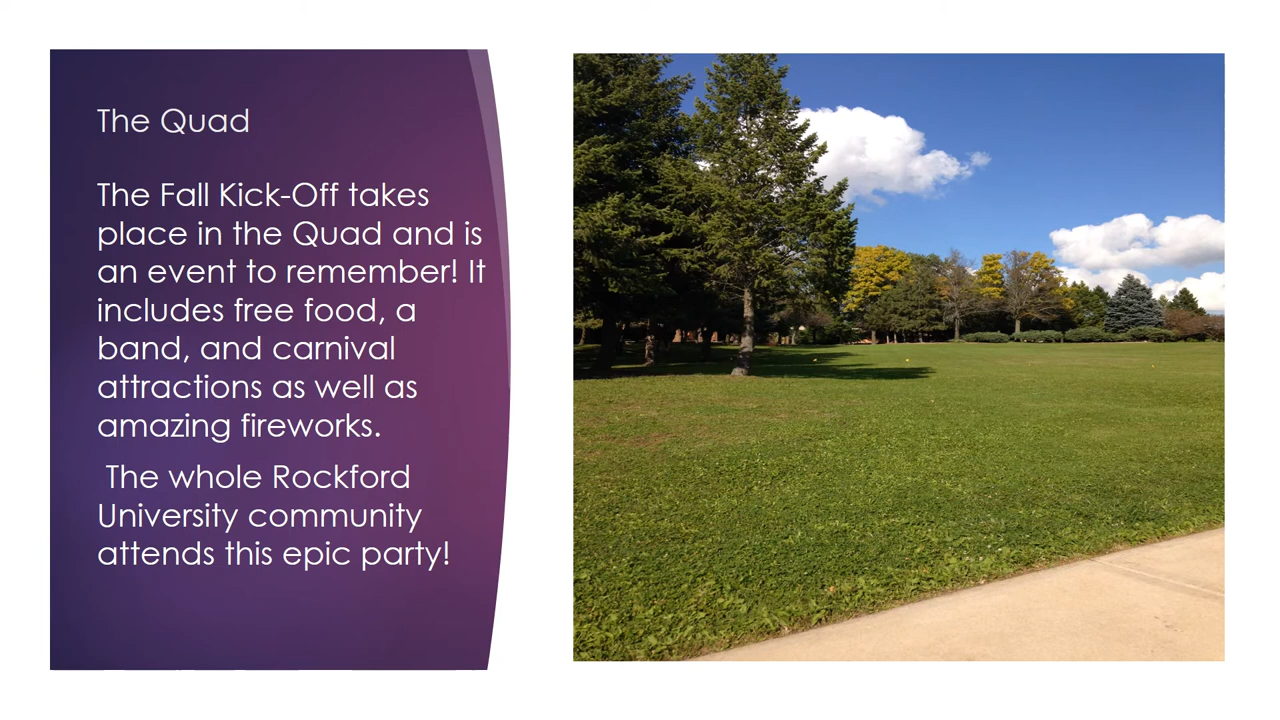 The Quad
The Fall Kick-Off takes
place in the Quad and is
an event to remember! It
includes free food, a
band, and carnival
attractions as well as
amazing fireworks.
The whole Rockford
University community
attends this epic party!